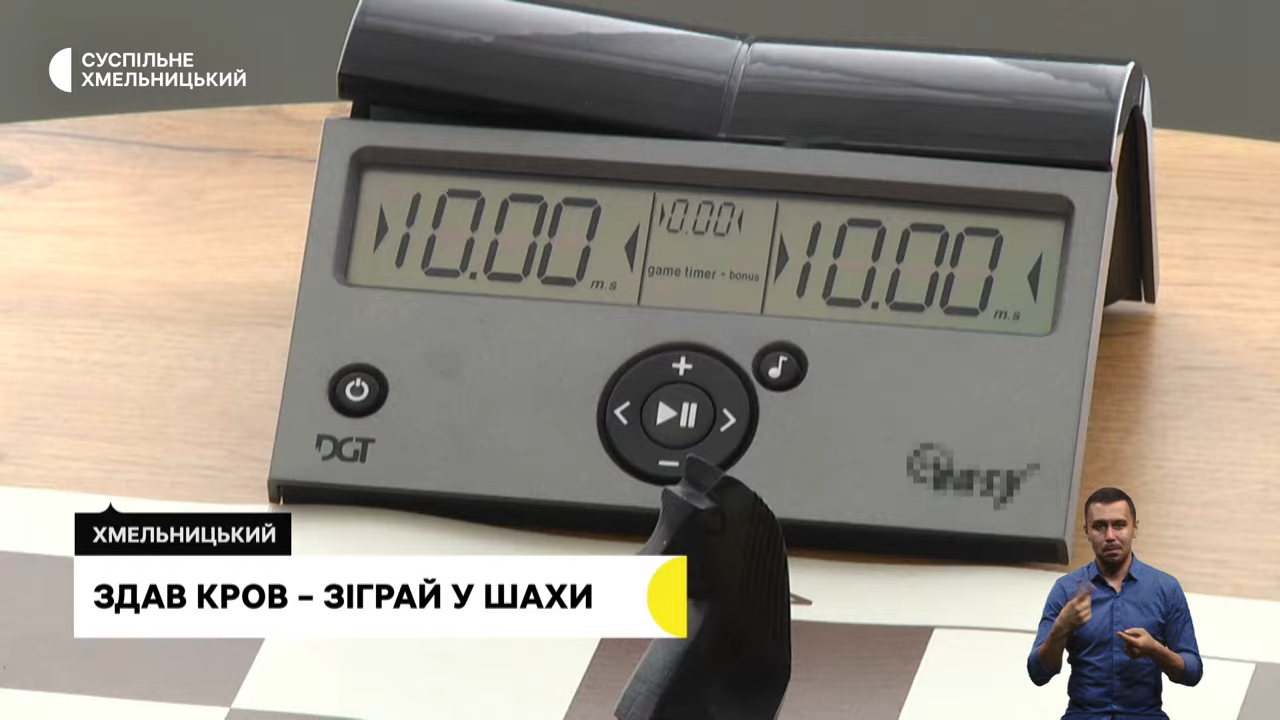 СУСПІЛЬНЕ
ХМЕЛЬНИЦЬКИЙ
10.00
m.s
0.00
game timer + bonus
10.00
m.s
DGT
ХМЕЛЬНИЦЬКИЙ
ЗДАВ КРОВ – ЗІГРАЙ У ШАХИ